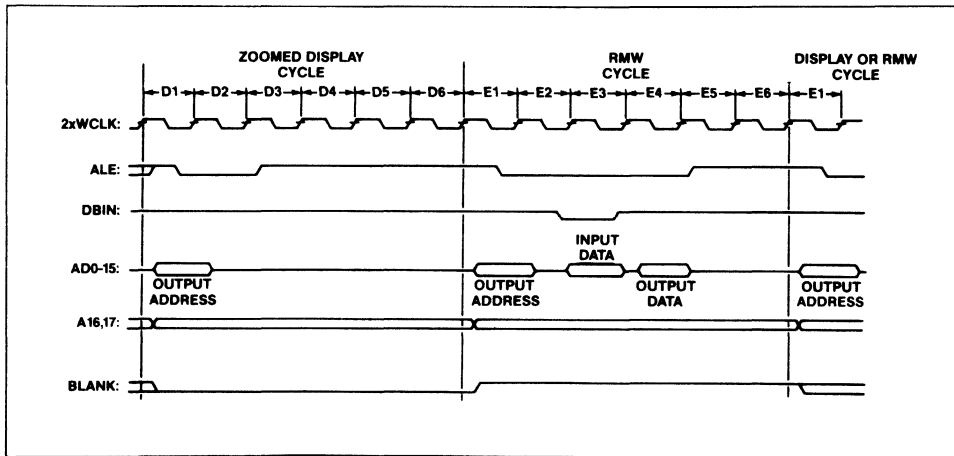 ZOOMED DISPLAY
CYCLE
RMW
CYCLE
DISPLAY OR RMW
CYCLE
D1 D2 D3 D4 D5 D6 E1 E2 E3 E4 E5 E6 E1
2xWCLK:
ALE:
DBIN:
INPUT
DATA
AD0-15:
OUTPUT
ADDRESS
OUTPUT
ADDRESS
OUTPUT
DATA
OUTPUT
ADDRESS
A16,17:
BLANK: